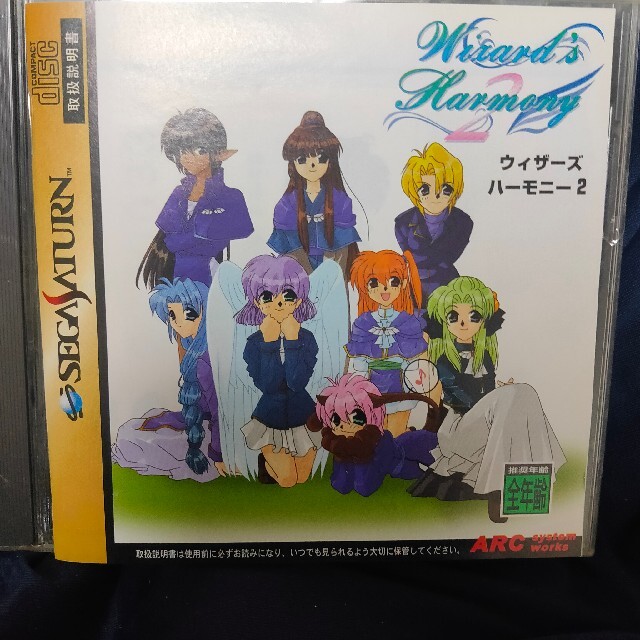 COMPACT
disc
取扱説明書
SEGA SATURN™
Wizard's
Harmony
2
ウィザーズ
ハーモニー2
推奨年齢
全年齢
取扱説明書は使用前に必ずお読みになり、いつでも見られるよう大切に保管してください。
ARC system
works